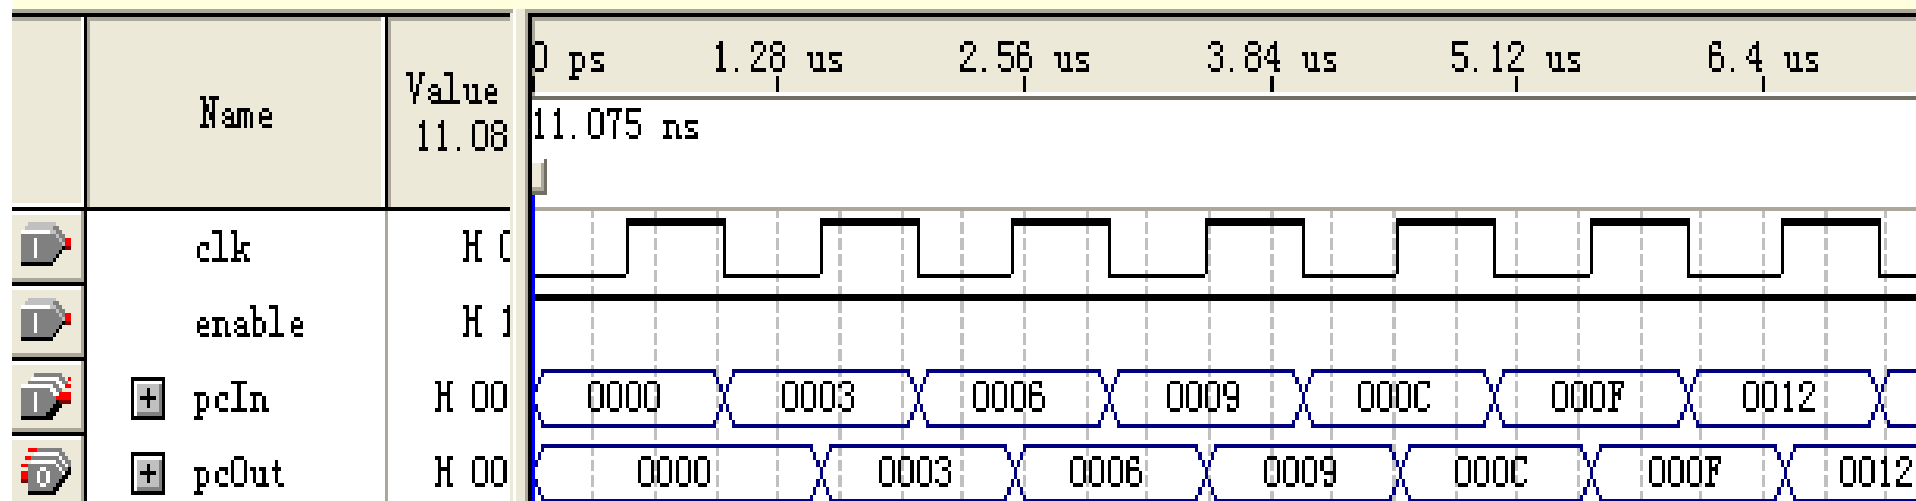 0 ps 1.28 us 2.56 us 3.84 us 5.12 us 6.4 us
Name Value
11.08
11.075 ns
clk H 0
enable H 1
pcIn H 00 0000 0003 0006 0009 000C 000F 0012
pcOut H 00 0000 0003 0006 0009 000C 000F 0012